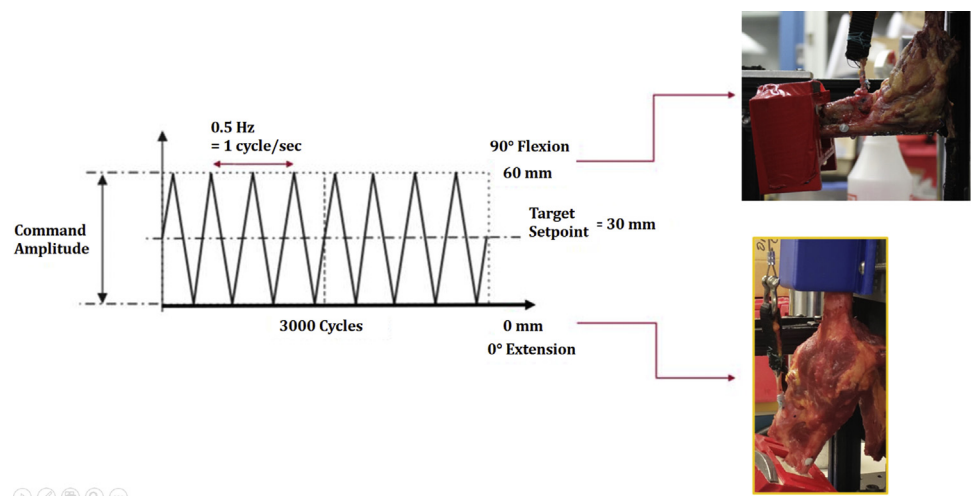 0.5 Hz
= 1 cycle/sec
90° Flexion
60 mm
Command
Amplitude
Target
Setpoint = 30 mm
3000 Cycles
0 mm
0° Extension